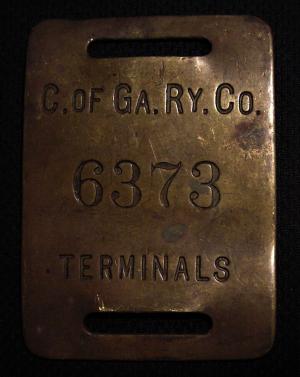 C. OF GA. RY. CO.
6373
TERMINALS